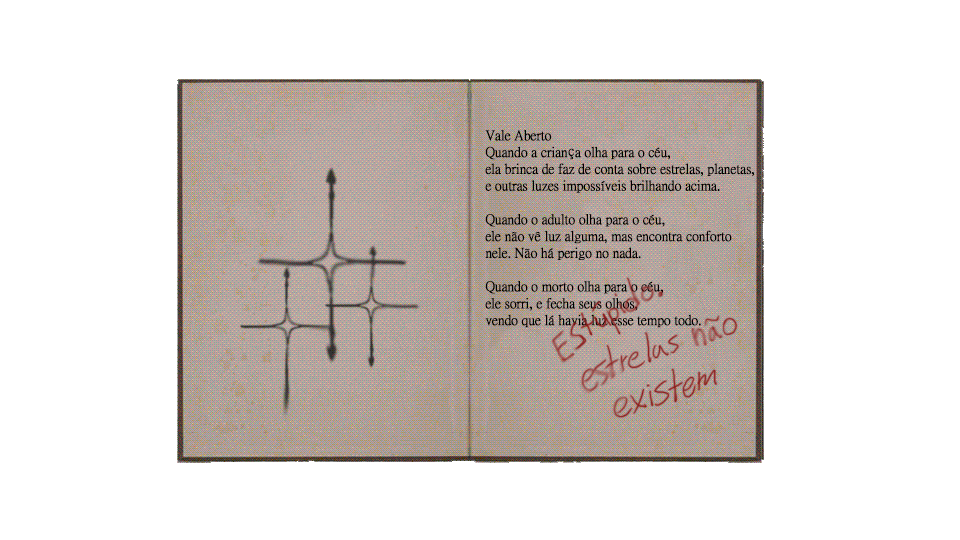 Vale Aberto
Quando a criança olha para o céu,
ela brinca de faz de conta sobre estrelas, planetas,
e outras luzes impossíveis brilhando acima.
Quando o adulto olha para o céu,
ele não vê luz alguma, mas encontra conforto
nele. Não há perigo no nada.
Quando o morto olha para o céu,
ele sorri, e fecha seus olhos,
vendo que lá havia luz esse tempo todo.
Estúpido,
estrelas não
existem